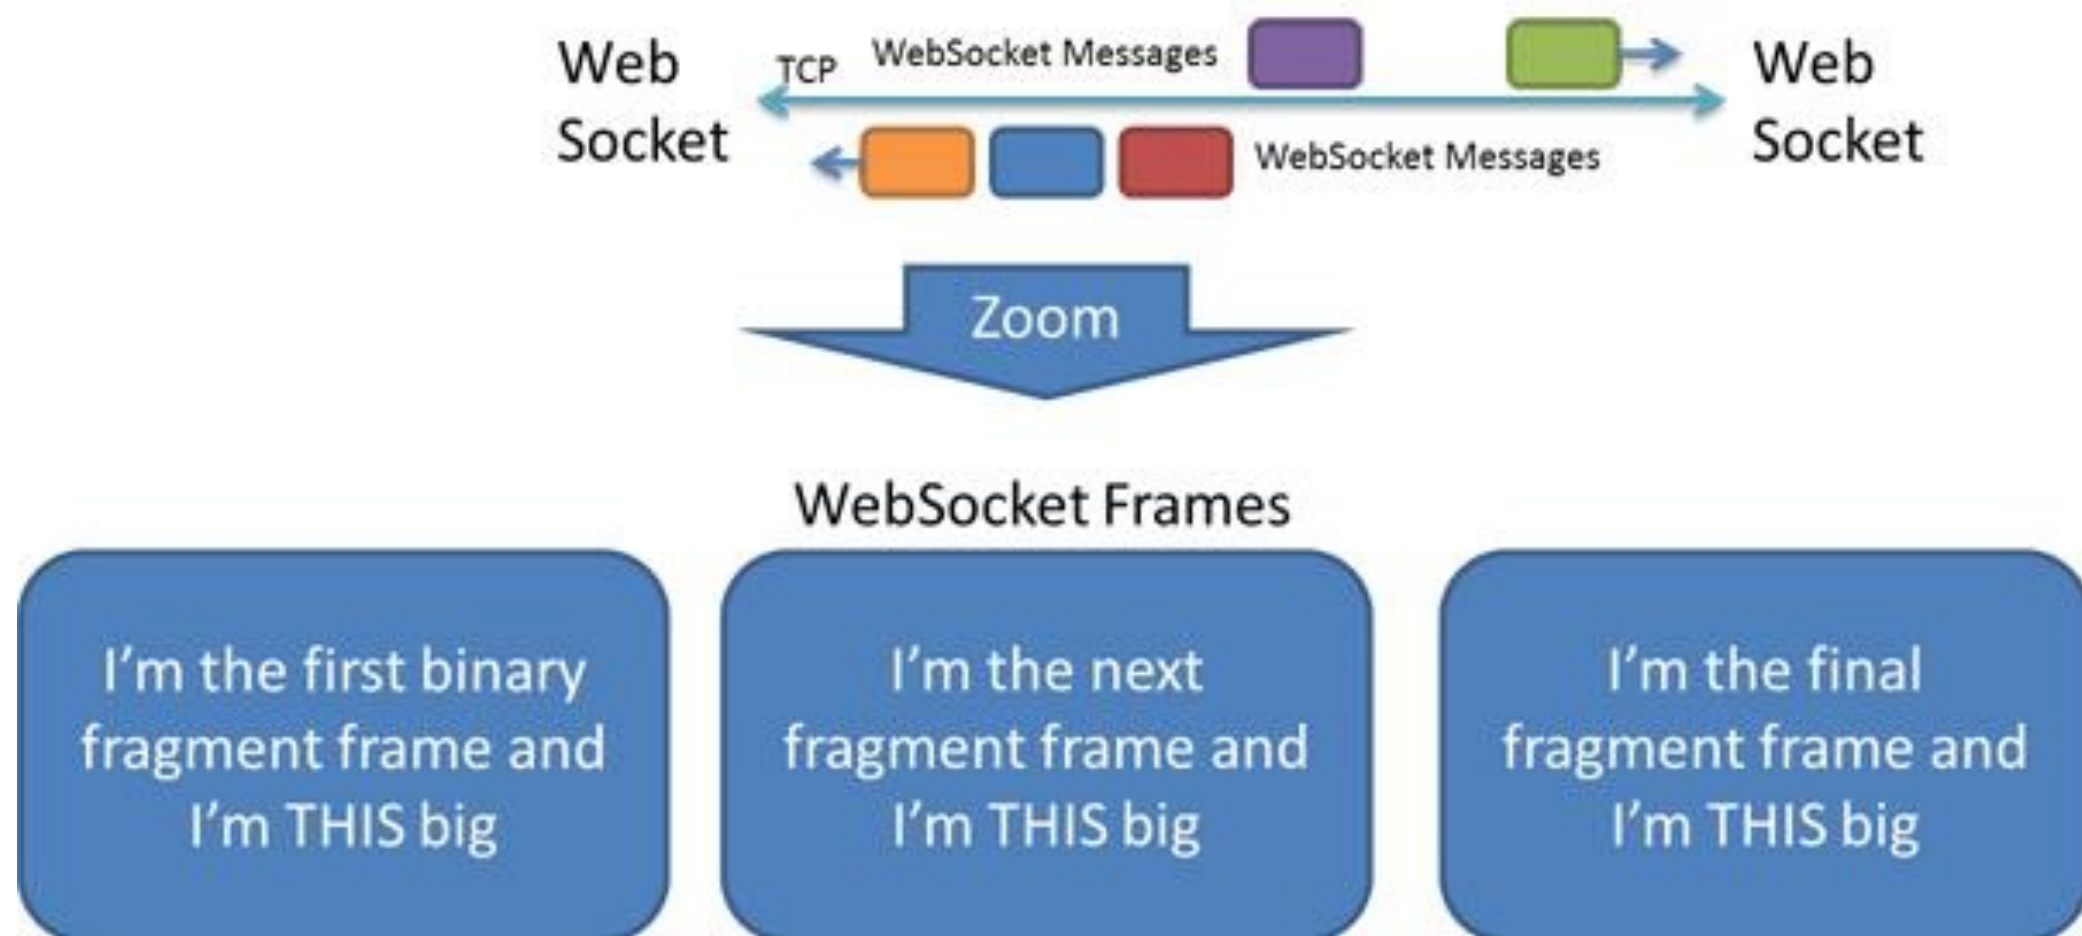 Web
Socket
TCP
WebSocket Messages
Web
Socket
WebSocket Messages
Zoom
WebSocket Frames
I’m the first binary
fragment frame and
I’m THIS big
I’m the next
fragment frame and
I’m THIS big
I’m the final
fragment frame and
I’m THIS big